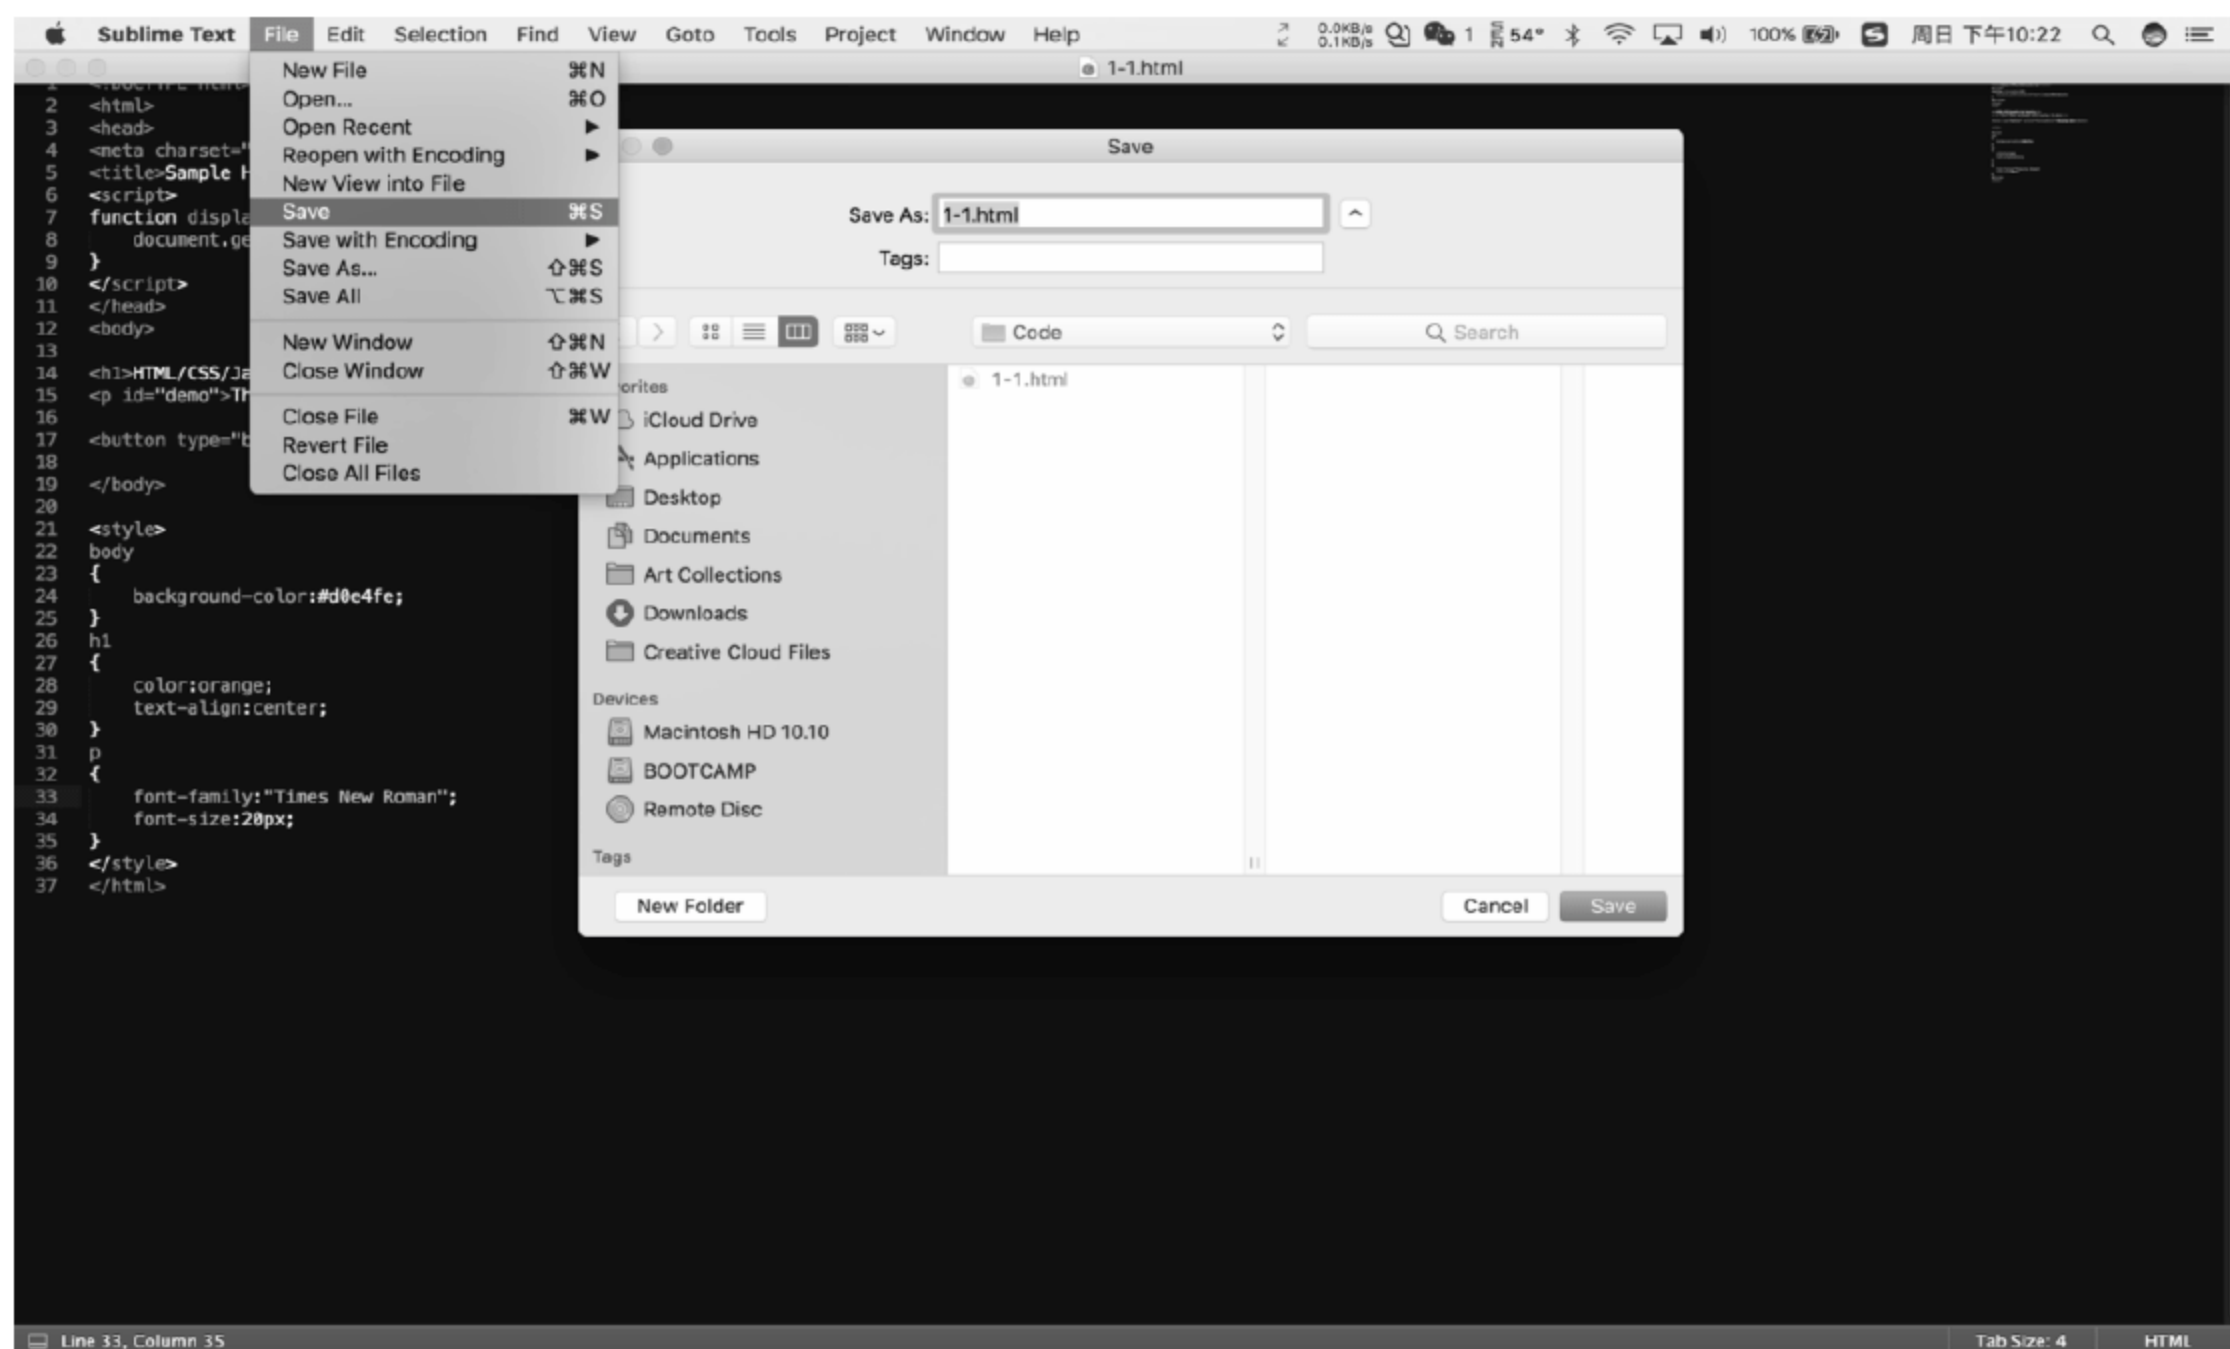 Sublime Text File Edit Selection Find View Goto Tools Project Window Help 0.0KB/s 0.1KB/s 1 54° 100% 周日 下午10:22
1-1.html
New File ⌘N
Open... ⌘O
Open Recent ▶
Reopen with Encoding ▶
New View into File
Save ⌘S
Save with Encoding ▶
Save As... ⇧⌘S
Save All ⌥⌘S
New Window ⇧⌘N
Close Window ⇧⌘W
Close File ⌘W
Revert File
Close All Files
1
2 <html>
3 <head>
4 <meta charset="
5 <title>Sample H
6 <script>
7 function displa
8 document.ge
9 }
10 </script>
11 </head>
12 <body>
13
14 <h1>HTML/CSS/Ja
15 <p id="demo">Th
16
17 <button type="b
18
19 </body>
20
21 <style>
22 body
23 {
24 background-color:#d0e4fe;
25 }
26 h1
27 {
28 color:orange;
29 text-align:center;
30 }
31 p
32 {
33 font-family:"Times New Roman";
34 font-size:20px;
35 }
36 </style>
37 </html>
Save
Save As: 1-1.html
Tags:
Code Search
orites
iCloud Drive
Applications
Desktop
Documents
Art Collections
Downloads
Creative Cloud Files
Devices
Macintosh HD 10.10
BOOTCAMP
Remote Disc
Tags
1-1.html
New Folder Cancel Save
Line 33, Column 35 Tab Size: 4 HTML